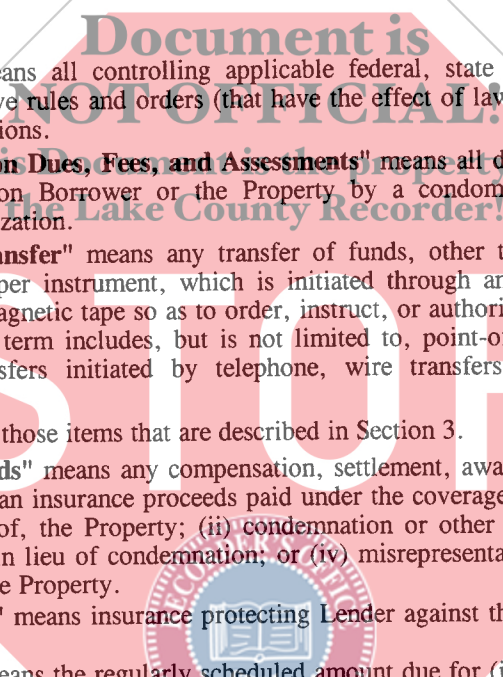 Document is
eans all controlling applicable federal, state
ve rules and orders (that have the effect of law
NOT OFFICIAL!
ions.
on Dues, Fees, and Assessments" means all d
is Document is the property
on Borrower or the Property by a condom
the Lake County Recorder!
zation.
ansfer" means any transfer of funds, other t
per instrument, which is initiated through an
agnetic tape so as to order, instruct, or authori
term includes, but is not limited to, point-of
sfers initiated by telephone, wire transfers
STOP
those items that are described in Section 3.
ds" means any compensation, settlement, awa
an insurance proceeds paid under the coverage
of, the Property; (ii) condemnation or other
n lieu of condemnation; or (iv) misrepresenta
e Property.
RECORDER'S OFFICE
" means insurance protecting Lender against th
eans the regularly scheduled amount due for (i